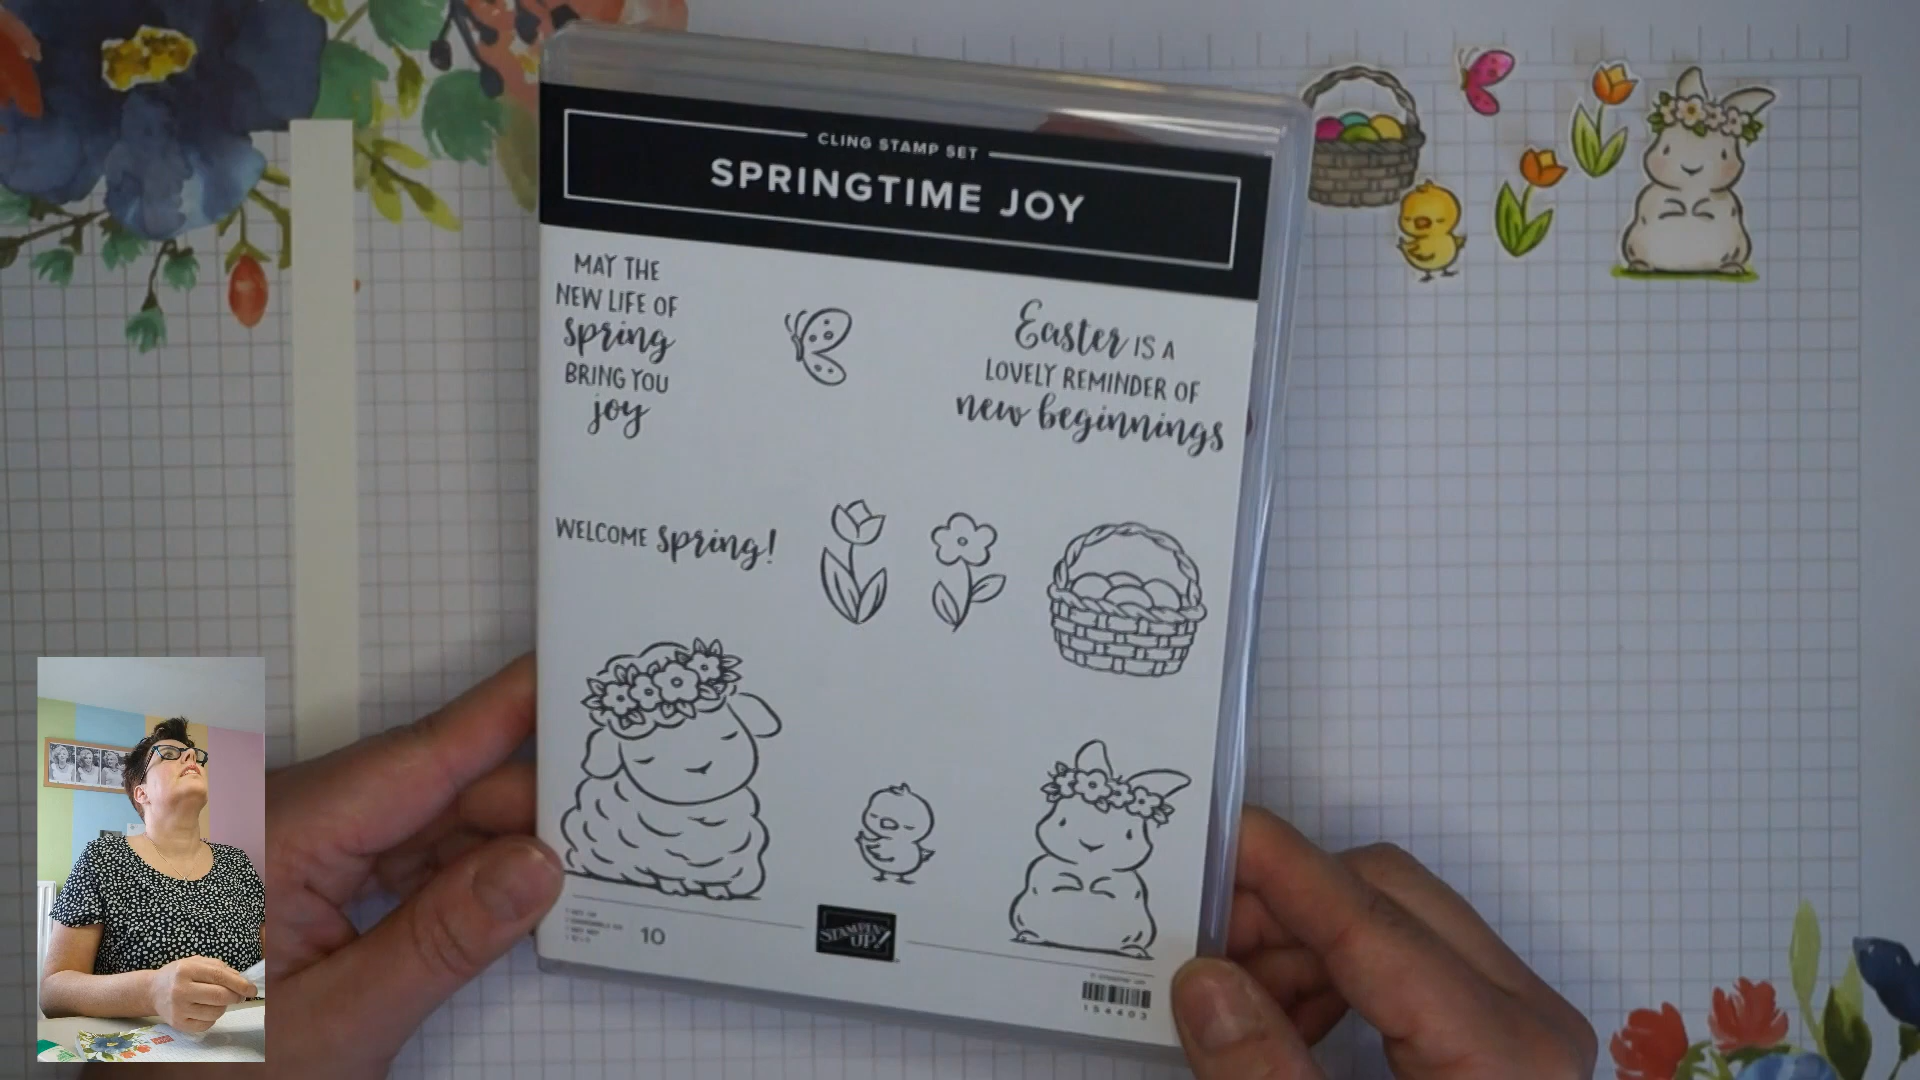 CLING STAMP SET
SPRINGTIME JOY
MAY THE
NEW LIFE OF
spring
BRING YOU
joy
Easter IS A
LOVELY REMINDER OF
new beginnings
WELCOME spring!
10
STAMPIN'
UP!
154403